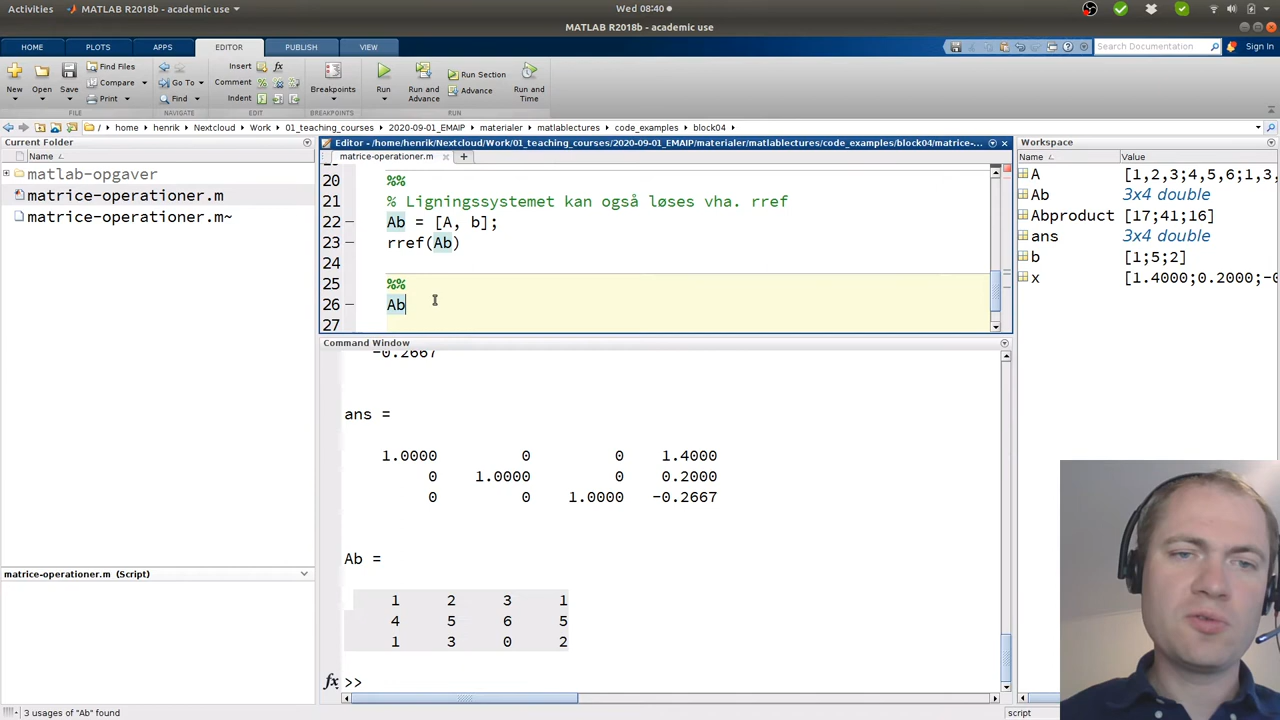 Activities
MATLAB R2018b - academic use
Wed 08:40
MATLAB R2018b - academic use
HOME PLOTS APPS EDITOR PUBLISH VIEW
Search Documentation
Sign In
New Open Save
Find Files
Compare
Print
Go To
Find
Insert
Comment
Indent
Breakpoints
Run
Run and
Advance
Run Section
Advance
Run and
Time
FILE NAVIGATE EDIT BREAKPOINTS RUN
/ home henrik Nextcloud Work 01_teaching_courses 2020-09-01_EMAIP materialer matlablectures code_examples block04
Current Folder
Name
matlab-opgaver
matrice-operationer.m
matrice-operationer.m~
matrice-operationer.m (Script)
Editor - /home/henrik/Nextcloud/Work/01_teaching_courses/2020-09-01_EMAIP/materialer/matlablectures/code_examples/block04/matrice-...
matrice-operationer.m
20 %%
21 % Ligningssystemet kan også løses vha. rref
22 Ab = [A, b];
23 rref(Ab)
24
25 %%
26 Ab
27
Command Window
-0.2667
ans =
1.0000 0 0 1.4000
0 1.0000 0 0.2000
0 0 1.0000 -0.2667
Ab =
1 2 3 1
4 5 6 5
1 3 0 2
fx >>
Workspace
Name Value
A [1,2,3;4,5,6;1,3,
Ab 3x4 double
Abproduct [17;41;16]
ans 3x4 double
b [1;5;2]
x [1.4000;0.2000;-
3 usages of "Ab" found
script